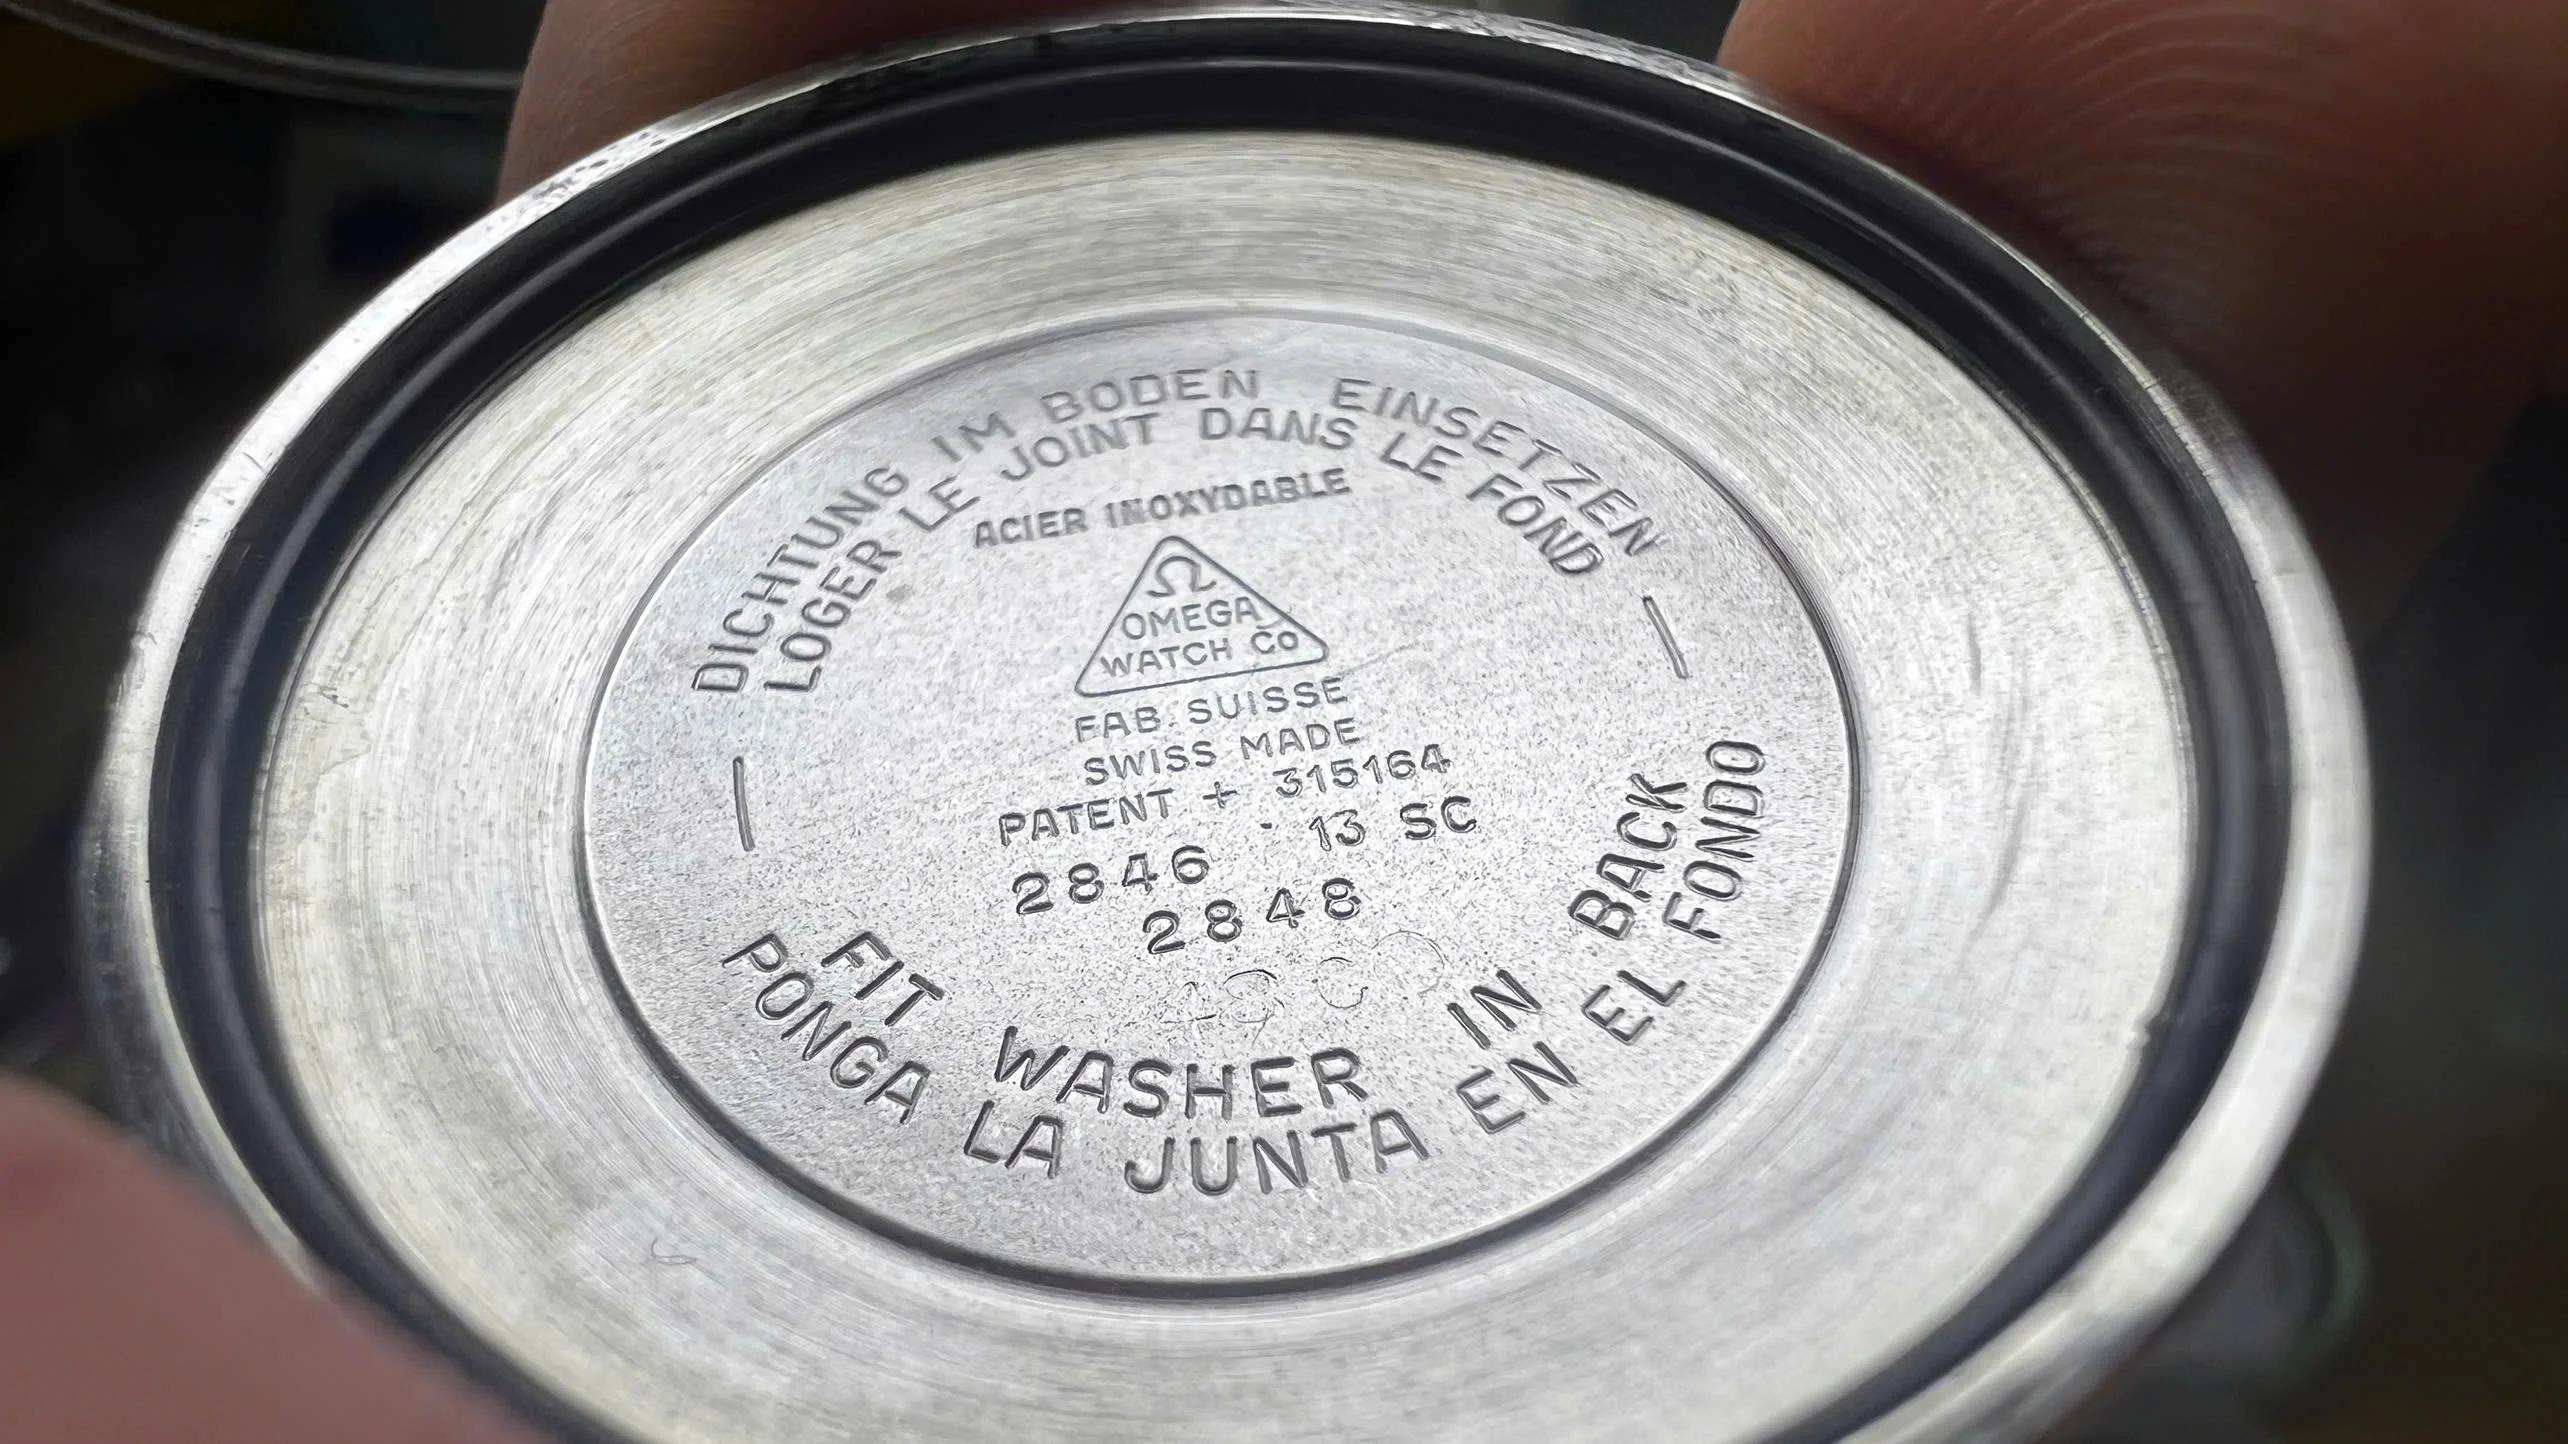 DICHTUNG IM BODEN EINSETZEN
LOGER LE JOINT DANS LE FOND
ACIER INOXYDABLE
Ω
OMEGA
WATCH Co
FAB. SUISSE
SWISS MADE
PATENT + 315164
2846 · 13 SC
2848
FIT WASHER IN BACK
PONGA LA JUNTA EN EL FONDO